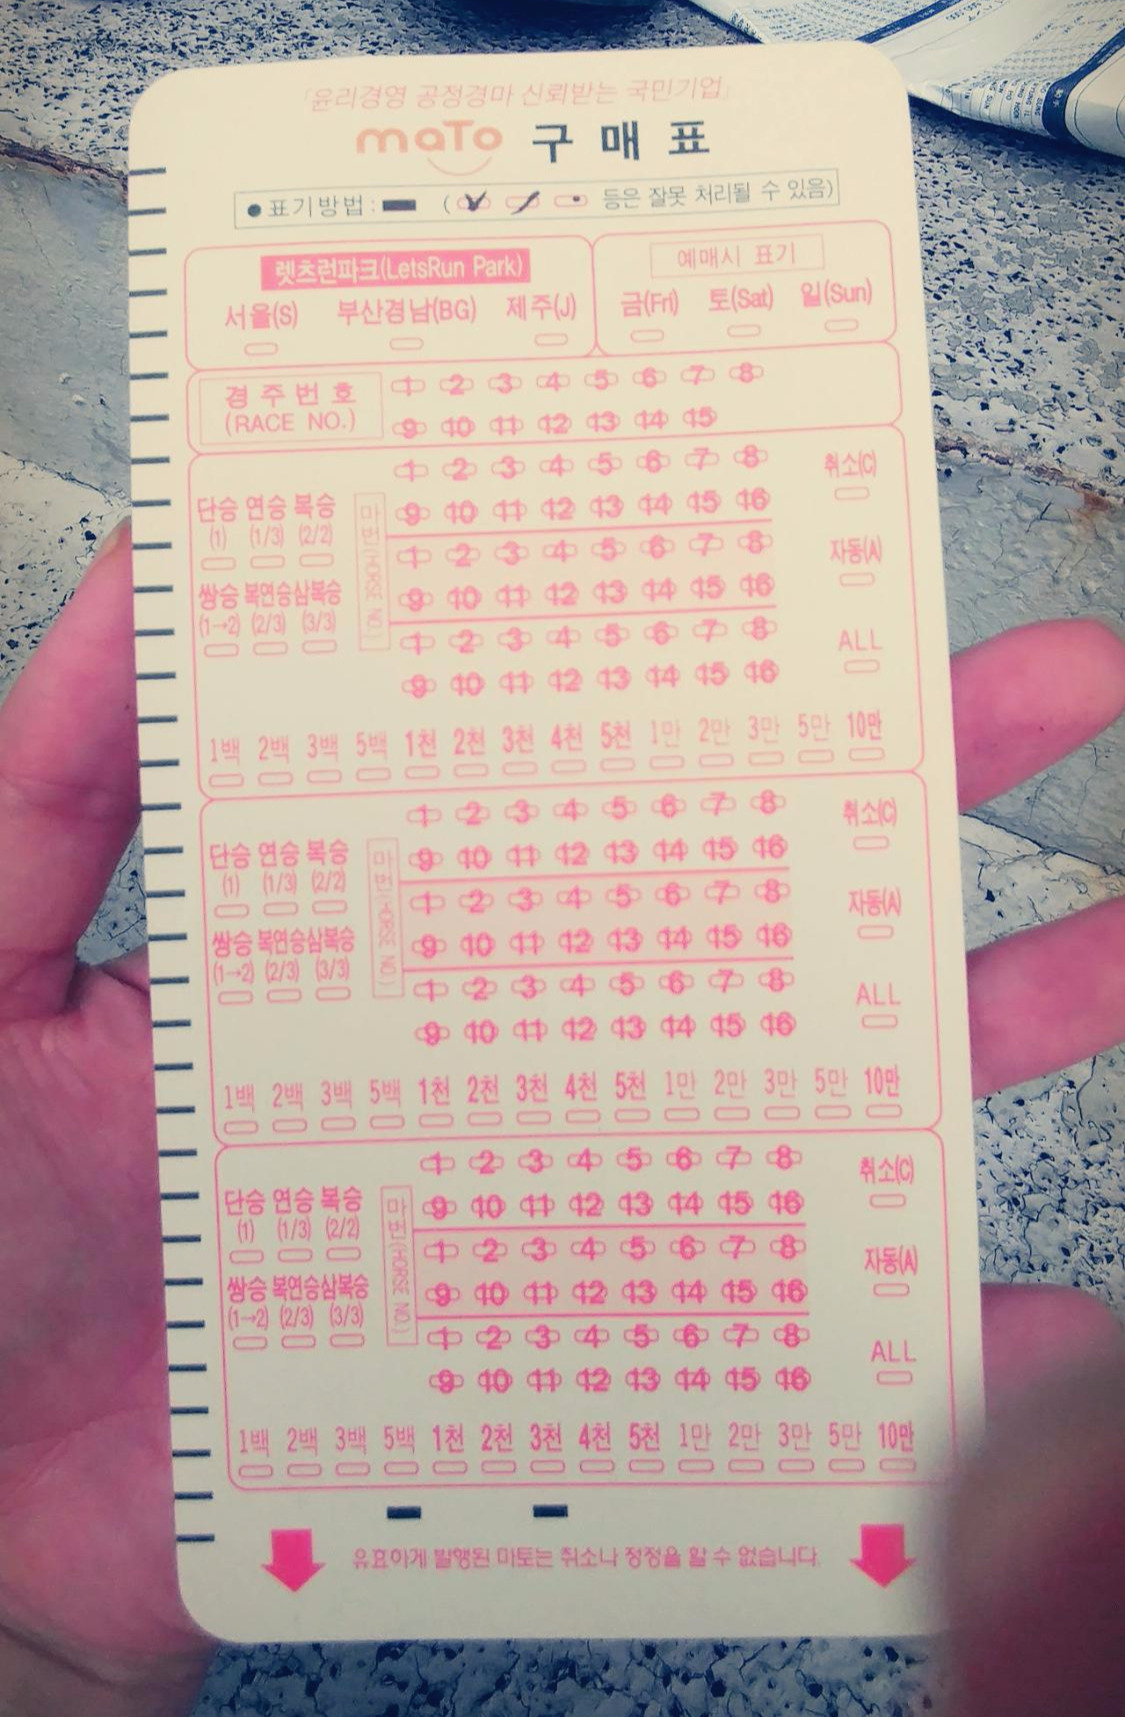 「윤리경영 공정경마 신뢰받는 국민기업」
maTo 구 매 표
● 표기방법 : ( 등은 잘못 처리될 수 있음)
렛츠런파크(LetsRun Park)
예매시 표기
서울(S) 부산경남(BG) 제주(J) 금(Fri) 토(Sat) 일(Sun)
경 주 번 호
(RACE NO.)
1 2 3 4 5 6 7 8
9 10 11 12 13 14 15
단승 연승 복승
(1) (1/3) (2/2)
쌍승 복연승 삼복승
(1→2) (2/3) (3/3)
마번(HORSE NO.)
1 2 3 4 5 6 7 8
9 10 11 12 13 14 15 16
1 2 3 4 5 6 7 8
9 10 11 12 13 14 15 16
1 2 3 4 5 6 7 8
9 10 11 12 13 14 15 16
취소(C)
자동(A)
ALL
1백 2백 3백 5백 1천 2천 3천 4천 5천 1만 2만 3만 5만 10만
단승 연승 복승
(1) (1/3) (2/2)
쌍승 복연승 삼복승
(1→2) (2/3) (3/3)
마번(HORSE NO.)
1 2 3 4 5 6 7 8
9 10 11 12 13 14 15 16
1 2 3 4 5 6 7 8
9 10 11 12 13 14 15 16
1 2 3 4 5 6 7 8
9 10 11 12 13 14 15 16
취소(C)
자동(A)
ALL
1백 2백 3백 5백 1천 2천 3천 4천 5천 1만 2만 3만 5만 10만
단승 연승 복승
(1) (1/3) (2/2)
쌍승 복연승 삼복승
(1→2) (2/3) (3/3)
마번(HORSE NO.)
1 2 3 4 5 6 7 8
9 10 11 12 13 14 15 16
1 2 3 4 5 6 7 8
9 10 11 12 13 14 15 16
1 2 3 4 5 6 7 8
9 10 11 12 13 14 15 16
취소(C)
자동(A)
ALL
1백 2백 3백 5백 1천 2천 3천 4천 5천 1만 2만 3만 5만 10만
유효하게 발행된 마토는 취소나 정정을 할 수 없습니다.